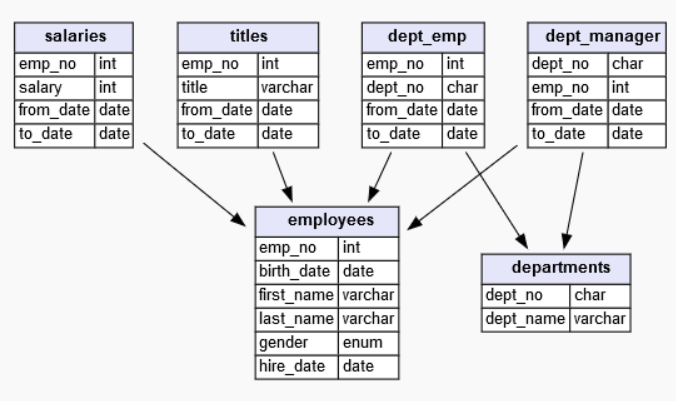 salaries
emp_no int
salary int
from_date date
to_date date
titles
emp_no int
title varchar
from_date date
to_date date
dept_emp
emp_no int
dept_no char
from_date date
to_date date
dept_manager
dept_no char
emp_no int
from_date date
to_date date
employees
emp_no int
birth_date date
first_name varchar
last_name varchar
gender enum
hire_date date
departments
dept_no char
dept_name varchar